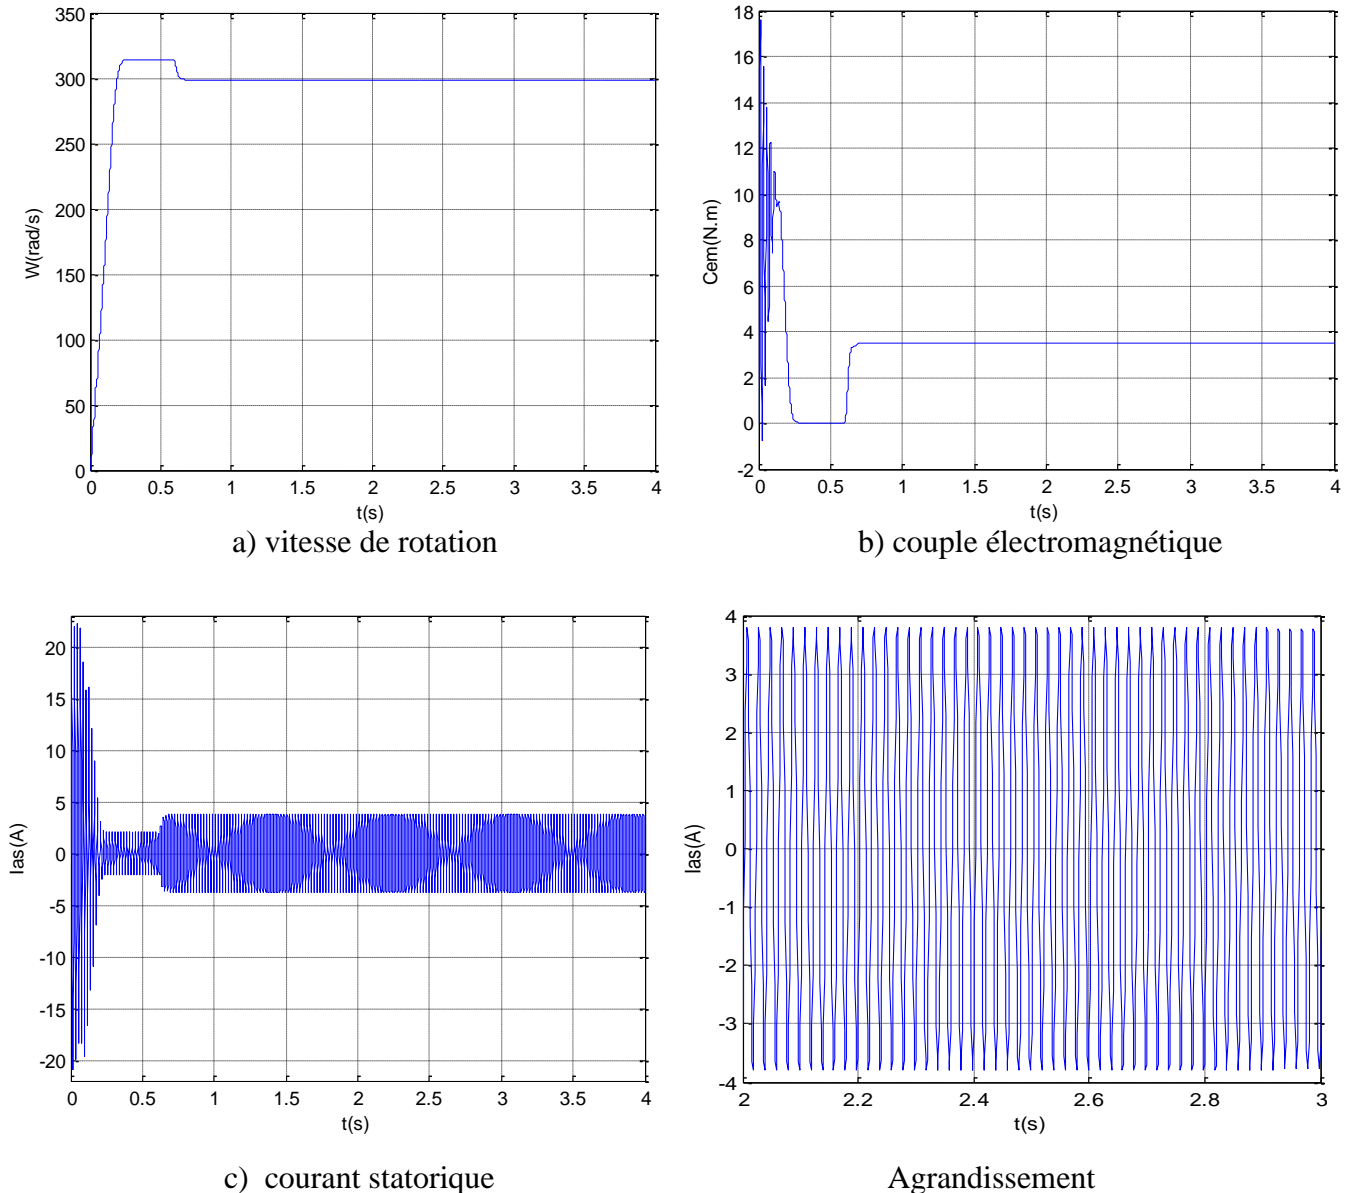 350
300
250
200
150
100
50
0
W(rad/s)
0 0.5 1 1.5 2 2.5 3 3.5 4
t(s)
a) vitesse de rotation
18
16
14
12
10
8
6
4
2
0
-2
Cem(N.m)
0 0.5 1 1.5 2 2.5 3 3.5 4
t(s)
b) couple électromagnétique
20
15
10
5
0
-5
-10
-15
-20
Ias(A)
0 0.5 1 1.5 2 2.5 3 3.5 4
t(s)
c) courant statorique
4
3
2
1
0
-1
-2
-3
-4
Ias(A)
2 2.2 2.4 2.6 2.8 3
t(s)
Agrandissement